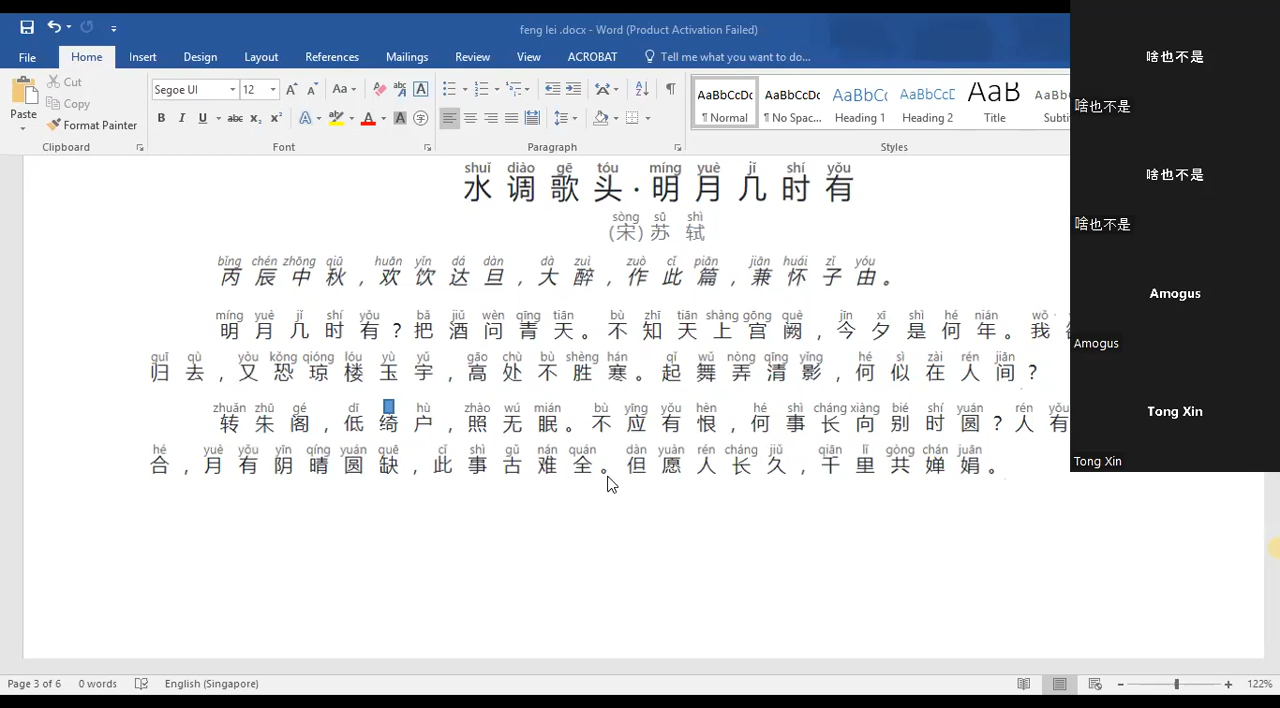 feng lei .docx - Word (Product Activation Failed)
File Home Insert Design Layout References Mailings Review View ACROBAT Tell me what you want to do...
Cut
Copy
Format Painter
Paste
Segoe UI 12
AaBbCcDc AaBbCcDc AaBbCc AaBbCcD AaB AaBb
¶ Normal ¶ No Spac... Heading 1 Heading 2 Title Subti
Clipboard Font Paragraph Styles
shuǐ diào gē tóu míng yuè jǐ shí yǒu
水调歌头·明月几时有
sòng sū shì
(宋)苏轼
bǐng chén zhōng qiū huān yǐn dá dàn dà zuì zuò cǐ piān jiān huái zǐ yóu
丙辰中秋,欢饮达旦,大醉,作此篇,兼怀子由。
míng yuè jǐ shí yǒu bǎ jiǔ wèn qīng tiān bù zhī tiān shàng gōng què jīn xī shì hé nián wǒ
明月几时有?把酒问青天。不知天上宫阙,今夕是何年。我
guī qù yòu kǒng qióng lóu yù yǔ gāo chù bù shèng hán qǐ wǔ nòng qīng yǐng hé sì zài rén jiān
归去,又恐琼楼玉宇,高处不胜寒。起舞弄清影,何似在人间?
zhuǎn zhū gé dī hù zhào wú mián bù yīng yǒu hèn hé shì cháng xiàng bié shí yuán rén yǒu
转朱阁,低绮户,照无眠。不应有恨,何事长向别时圆?人有
hé yuè yǒu yīn qíng yuán quē cǐ shì gǔ nán quán dàn yuàn rén cháng jiǔ qiān lǐ gòng chán juān
合,月有阴晴圆缺,此事古难全。但愿人长久,千里共婵娟。
啥也不是
啥也不是
啥也不是
啥也不是
Amogus
Amogus
Tong Xin
Tong Xin
Page 3 of 6 0 words English (Singapore) 122%